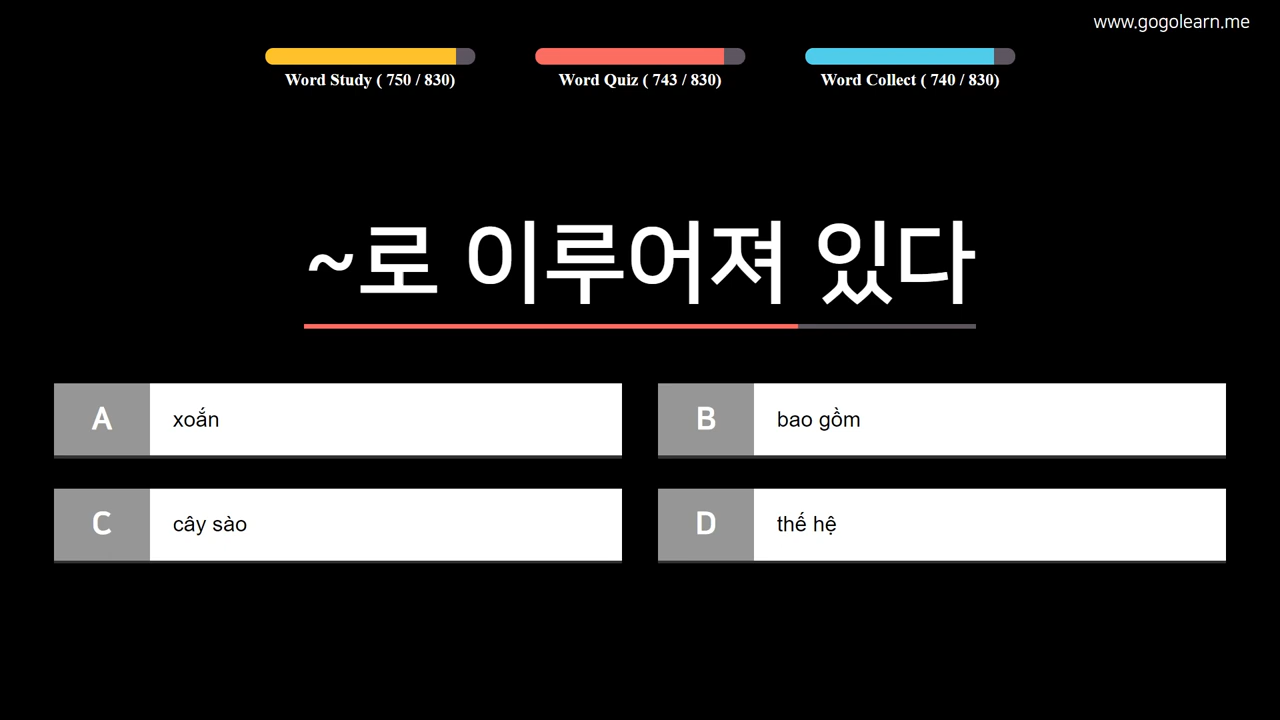 www.gogolearn.me
Word Study ( 750 / 830)
Word Quiz ( 743 / 830)
Word Collect ( 740 / 830)
~로 이루어져 있다
A xoắn
B bao gồm
C cây sào
D thế hệ